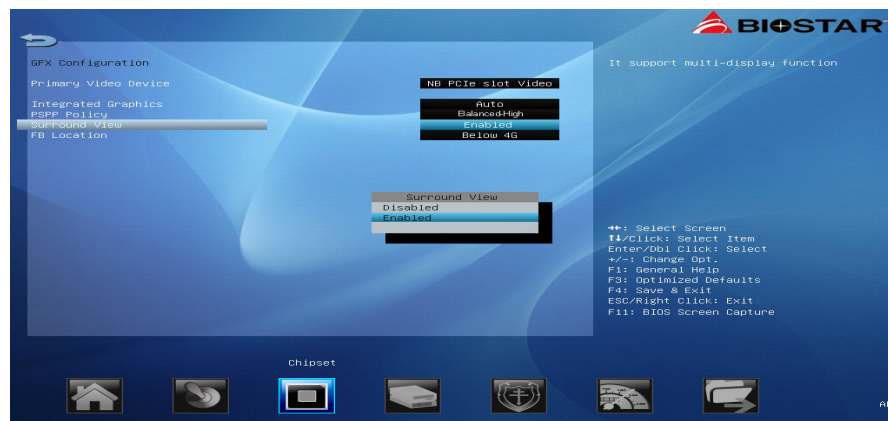 BIOSTAR
GFX Configuration
It support multi-display function
Primary Video Device NB PCIe slot Video
Integrated Graphics Auto
PSPP Policy Balanced-High
Surround View Enabled
FB Location Below 4G
Surround View
Disabled
Enabled
→←: Select Screen
↑↓/Click: Select Item
Enter/Dbl Click: Select
+/-: Change Opt.
F1: General Help
F3: Optimized Defaults
F4: Save & Exit
ESC/Right Click: Exit
F11: BIOS Screen Capture
Chipset